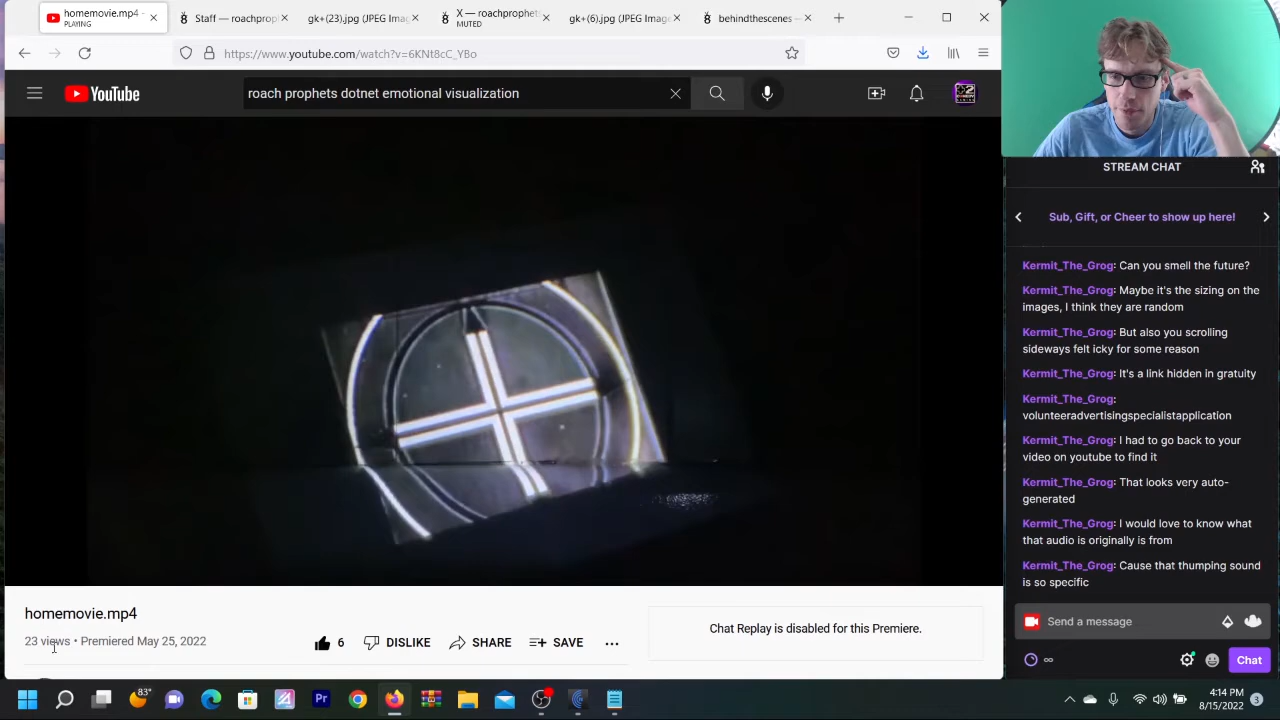 homemovie.mp4 -
PLAYING
Staff — roachprop
gk+(23).jpg (JPEG Imag
X — roachprophets
MUTED
gk+(6).jpg (JPEG Image
behindthescenes —
https://www.youtube.com/watch?v=6KNt8cC_YBo
YouTube
roach prophets dotnet emotional visualization
STREAM CHAT
Sub, Gift, or Cheer to show up here!
Kermit_The_Grog: Can you smell the future?
Kermit_The_Grog: Maybe it's the sizing on the
images, I think they are random
Kermit_The_Grog: But also you scrolling
sideways felt icky for some reason
Kermit_The_Grog: It's a link hidden in gratuity
Kermit_The_Grog:
volunteeradvertisingspecialistapplication
Kermit_The_Grog: I had to go back to your
video on youtube to find it
Kermit_The_Grog: That looks very auto-
generated
Kermit_The_Grog: I would love to know what
that audio is originally is from
Kermit_The_Grog: Cause that thumping sound
is so specific
Send a message
Chat
homemovie.mp4
23 views • Premiered May 25, 2022
6
DISLIKE
SHARE
SAVE
Chat Replay is disabled for this Premiere.
83°
Pr
4:14 PM
8/15/2022
3